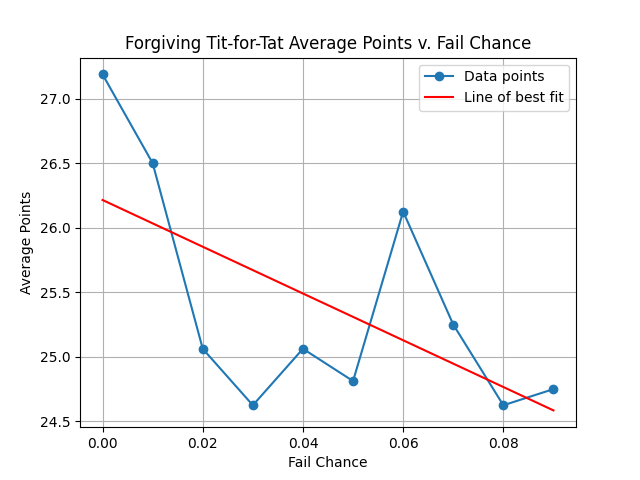 Forgiving Tit-for-Tat Average Points v. Fail Chance
Data points
Line of best fit
27.0
26.5
26.0
25.5
25.0
24.5
Average Points
0.00
0.02
0.04
0.06
0.08
Fail Chance